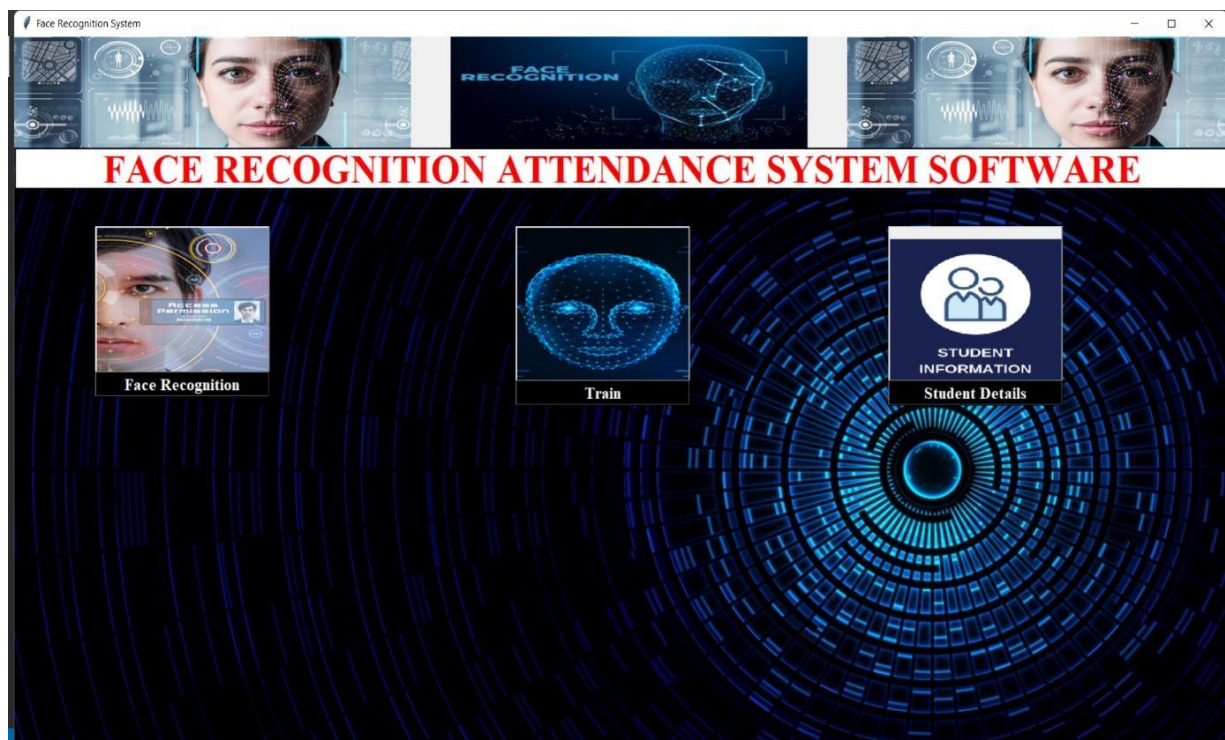 Face Recognition System
FACE
RECOGNITION
FACE RECOGNITION ATTENDANCE SYSTEM SOFTWARE
Access
Permission
STUDENT
INFORMATION
Face Recognition
Train
Student Details